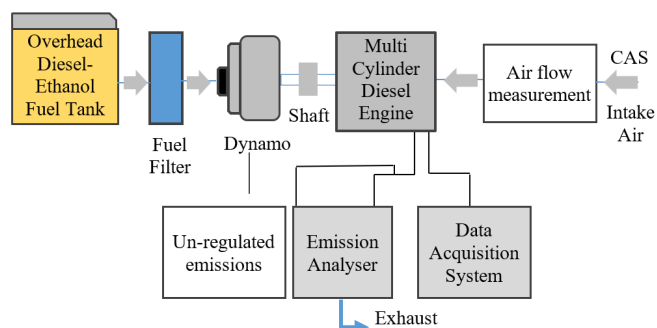 Overhead
Diesel-
Ethanol
Fuel Tank
Fuel
Filter
Dynamo
Shaft
Multi
Cylinder
Diesel
Engine
Air flow
measurement
CAS
Intake
Air
Un-regulated
emissions
Emission
Analyser
Data
Acquisition
System
Exhaust